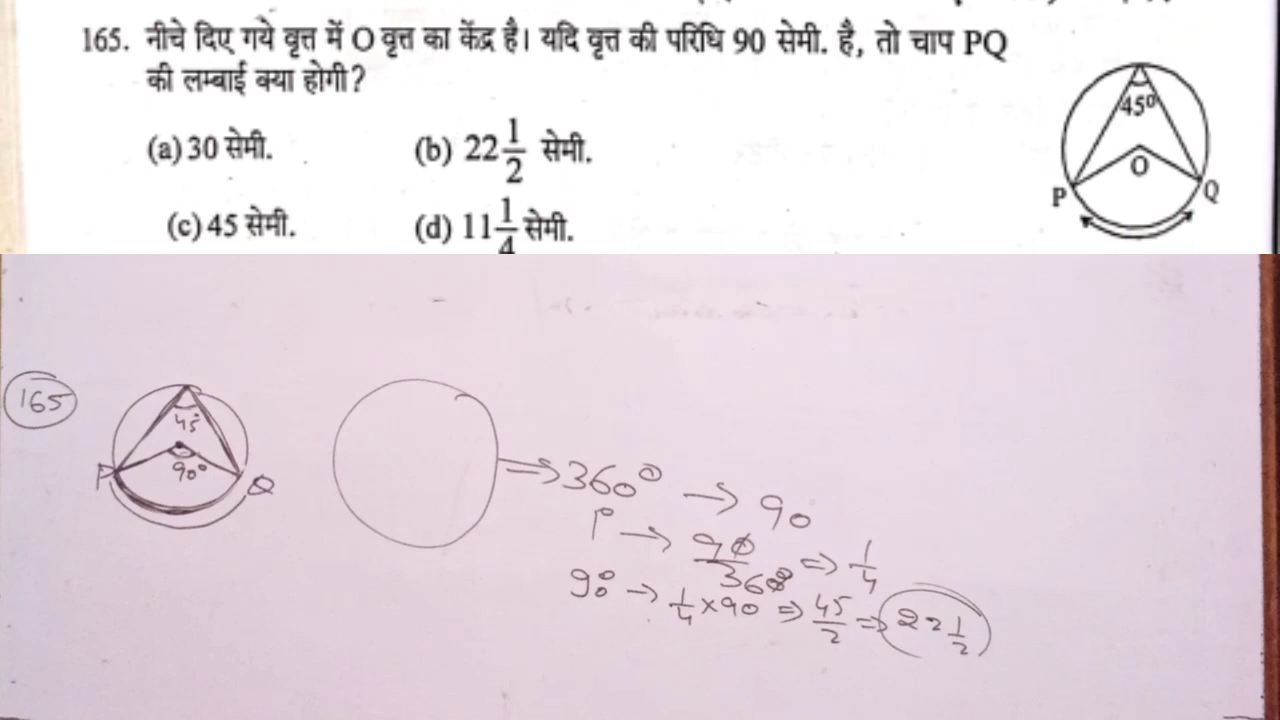 165. नीचे दिए गये वृत्त में O वृत्त का केंद्र है। यदि वृत्त की परिधि 90 सेमी. है, तो चाप PQ
की लम्बाई क्या होगी?
(a) 30 सेमी. (b) 22 1/2 सेमी.
(c) 45 सेमी. (d) 11 1/4 सेमी.
45⁰
O
P Q
165
45°
90°
P Q
⇒ 360° → 90
1° → 90/360 ⇒ 1/4
90° → 1/4 × 90 ⇒ 45/2 ⇒ 22 1/2